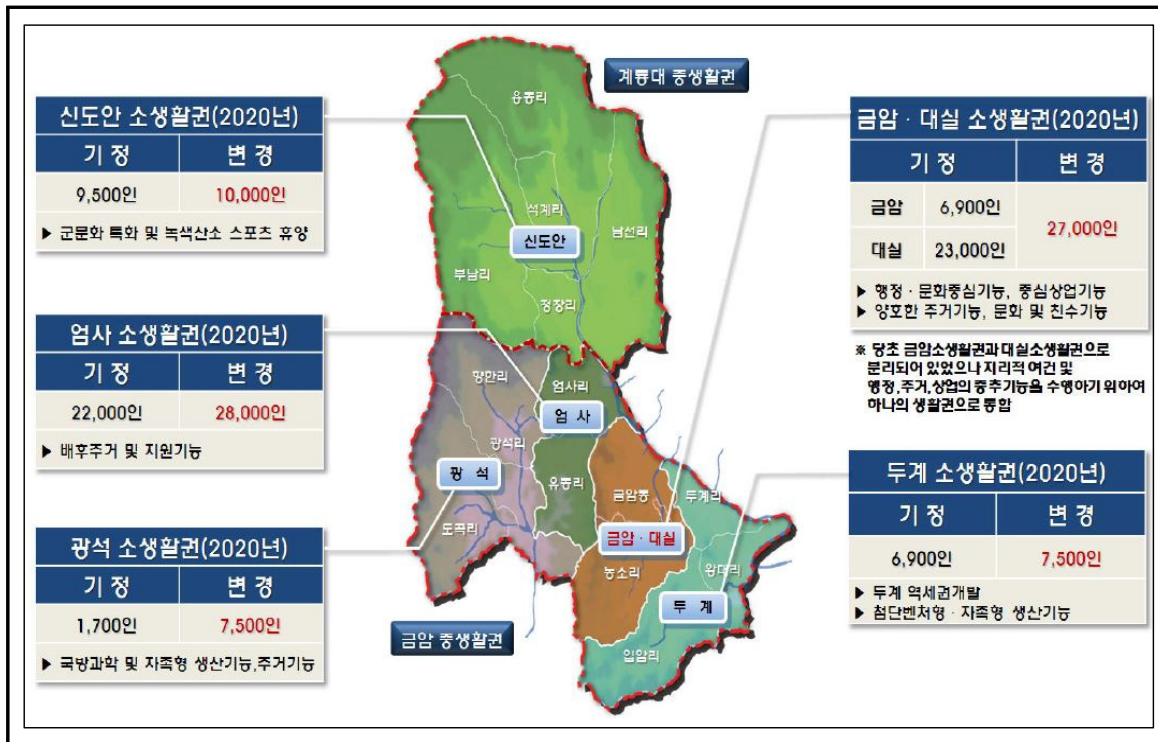 계룡대 중생활권
신도안 소생활권(2020년)
기 정 변 경
9,500인 10,000인
▶ 군문화 특화 및 녹색산소 스포츠 휴양
엄사 소생활권(2020년)
기 정 변 경
22,000인 28,000인
▶ 배후주거 및 지원기능
광석 소생활권(2020년)
기 정 변 경
1,700인 7,500인
▶ 국방과학 및 자족형 생산기능,주거기능
용동리
석계리
남선리
신도안
부남리
정장리
향한리
엄사리
엄 사
광석리
광 석
유동리
금암동
두계리
도곡리
금암 · 대실
농소리
왕대리
두 계
입암리
금암 중생활권
금암 · 대실 소생활권(2020년)
기 정 변 경
금암 6,900인 27,000인
대실 23,000인
▶ 행정 · 문화중심기능, 중심상업기능
▶ 양호한 주거기능, 문화 및 친수기능
※ 당초 금암소생활권과 대실소생활권으로
분리되어 있었으나 지리적 여건 및
행정,주거,상업의 중추기능을 수행하기 위하여
하나의 생활권으로 통합
두계 소생활권(2020년)
기 정 변 경
6,900인 7,500인
▶ 두계 역세권개발
▶ 첨단벤처형 · 자족형 생산기능